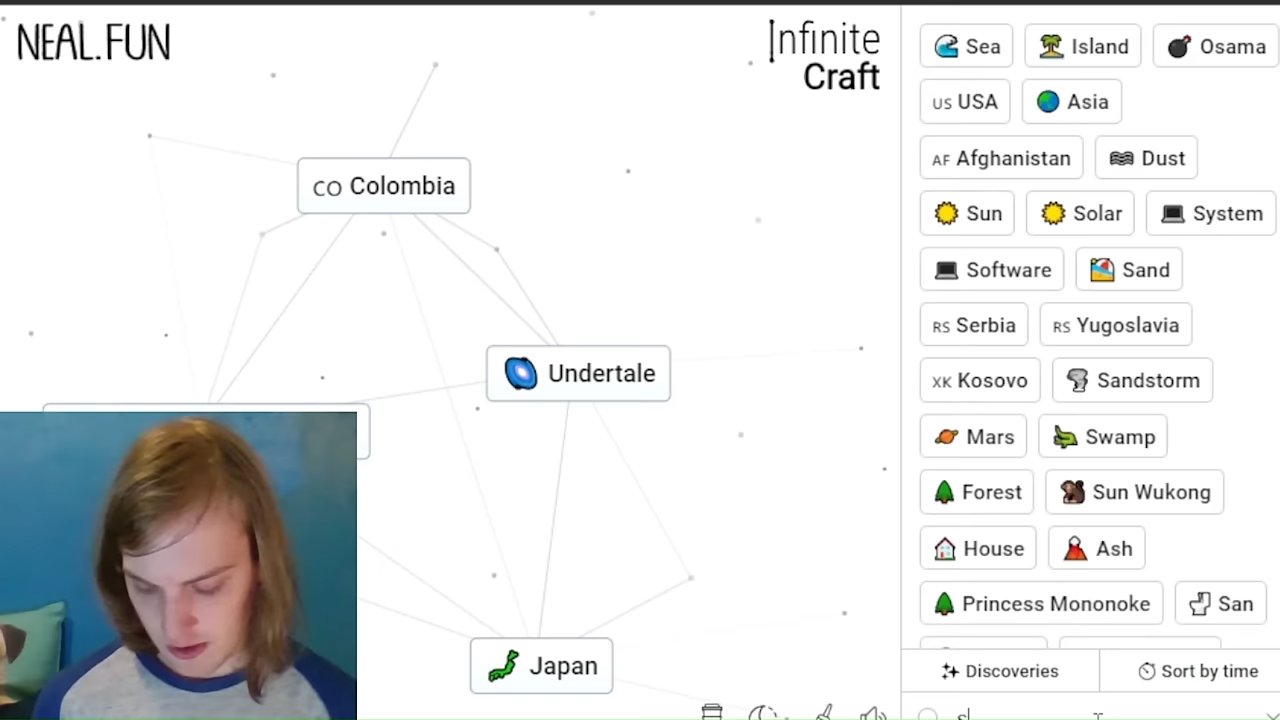 NEAL.FUN
Infinite
Craft
CO Colombia
Undertale
Japan
Sea Island Osama
US USA Asia
AF Afghanistan Dust
Sun Solar System
Software Sand
RS Serbia RS Yugoslavia
XK Kosovo Sandstorm
Mars Swamp
Forest Sun Wukong
House Ash
Princess Mononoke San
Discoveries Sort by time